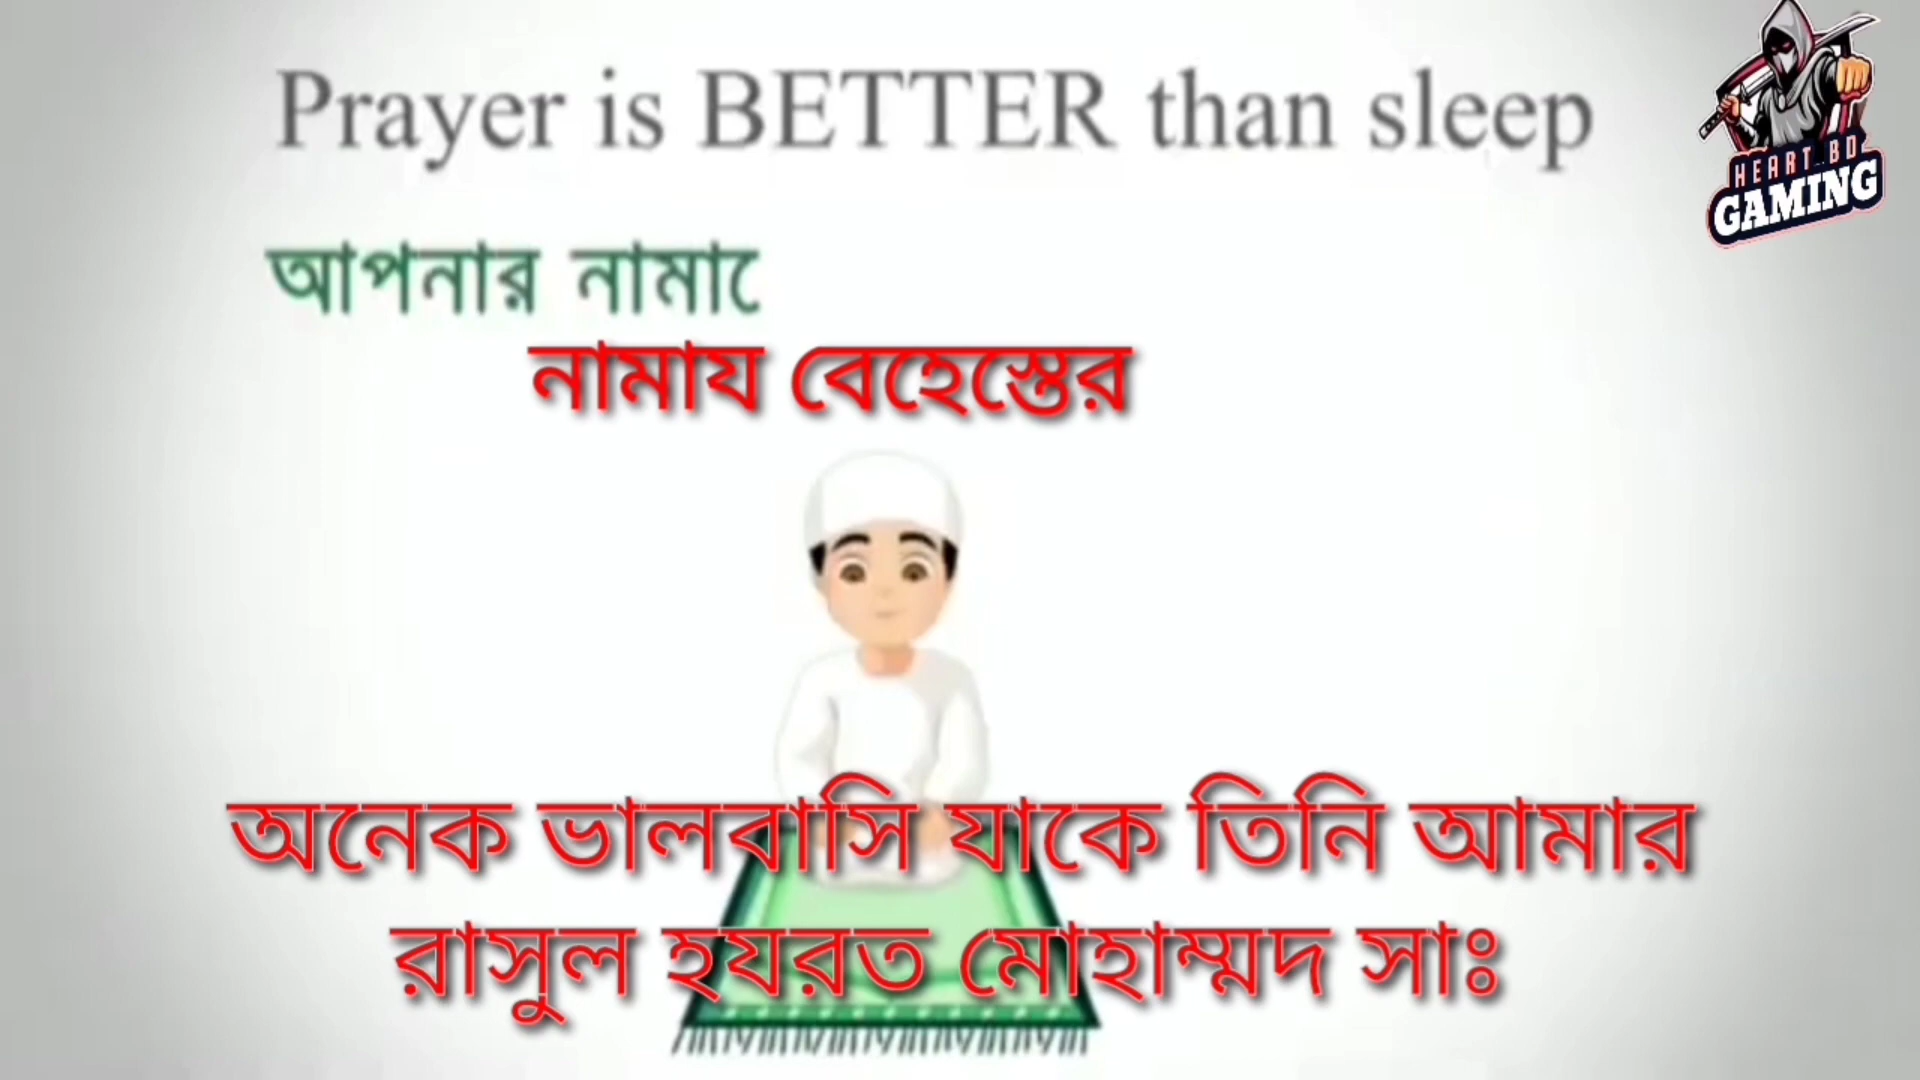 Prayer is BETTER than sleep
HEART BD
GAMING
আপনার নামাে
নামায বেহেস্তের
অনেক ভালবাসি যাকে তিনি আমার
রাসুল হযরত মোহাম্মদ সাঃ